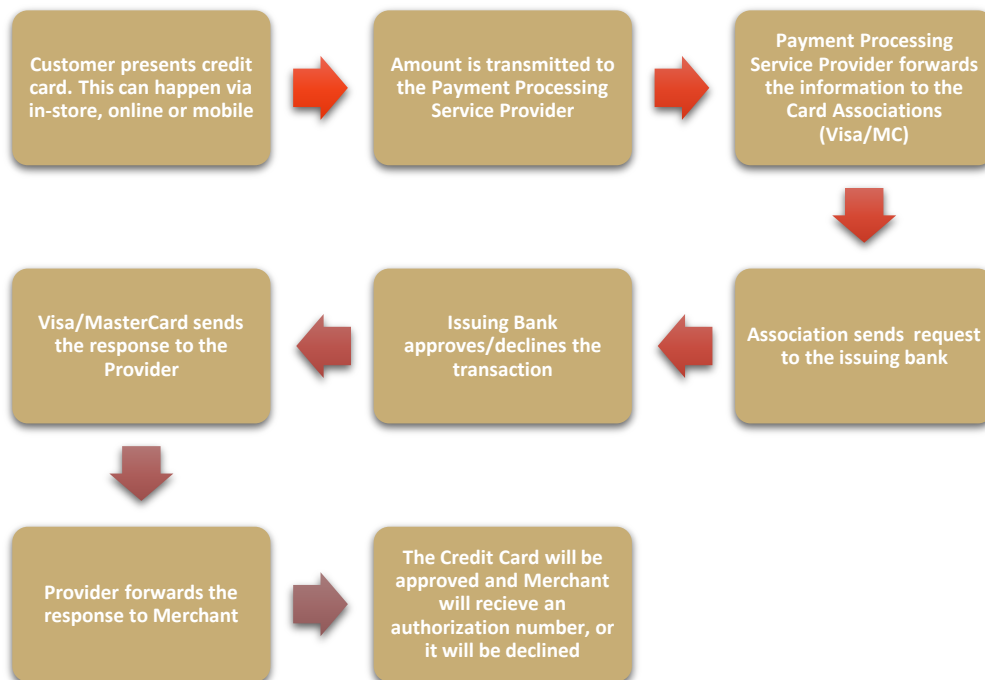 Customer presents credit
card. This can happen via
in-store, online or mobile
Amount is transmitted to
the Payment Processing
Service Provider
Payment Processing
Service Provider forwards
the information to the
Card Associations
(Visa/MC)
Association sends request
to the issuing bank
Issuing Bank
approves/declines the
transaction
Visa/MasterCard sends
the response to the
Provider
Provider forwards the
response to Merchant
The Credit Card will be
approved and Merchant
will recieve an
authorization number, or
it will be declined